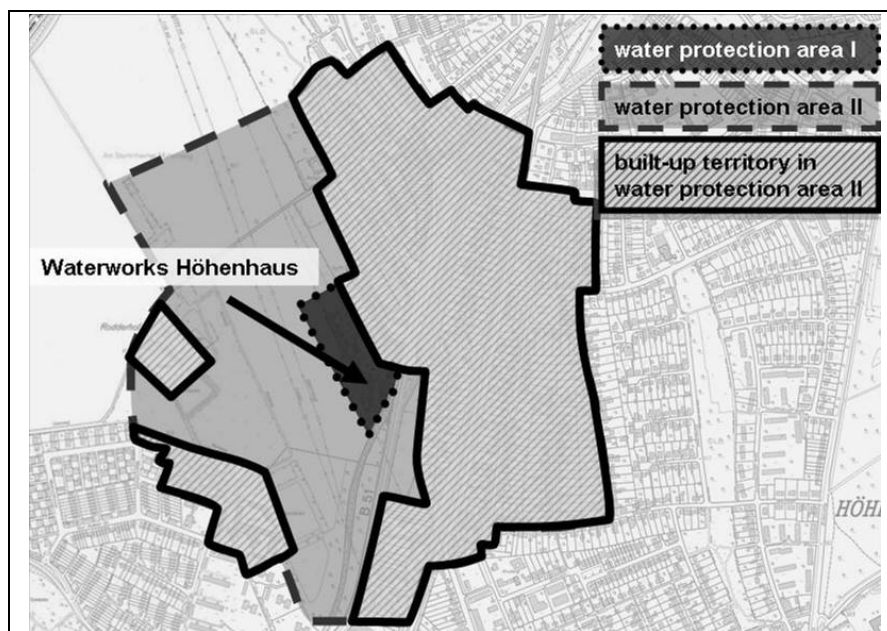 water protection area I
water protection area II
built-up territory in
water protection area II
Waterworks Höhenhaus
B 51
HÖH